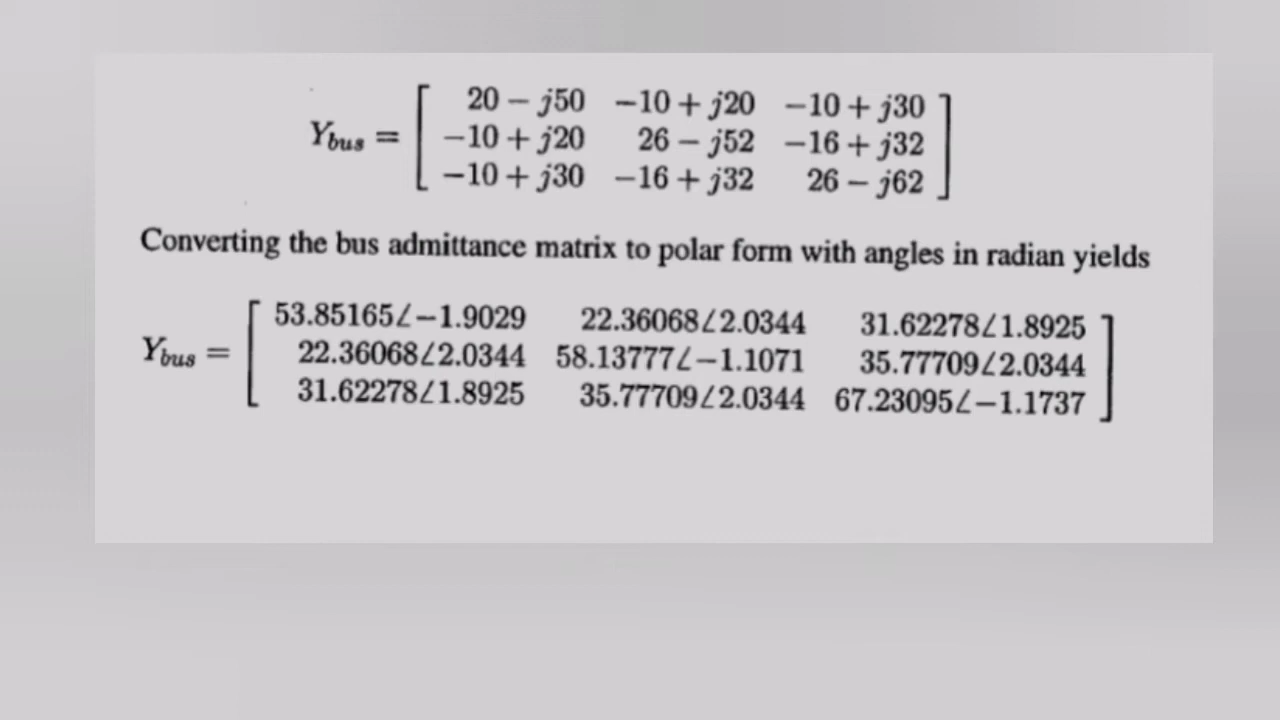 Ybus = [ 20 − j50 −10 + j20 −10 + j30
−10 + j20 26 − j52 −16 + j32
−10 + j30 −16 + j32 26 − j62 ]
Converting the bus admittance matrix to polar form with angles in radian yields
Ybus = [ 53.85165∠−1.9029 22.36068∠2.0344 31.62278∠1.8925
22.36068∠2.0344 58.13777∠−1.1071 35.77709∠2.0344
31.62278∠1.8925 35.77709∠2.0344 67.23095∠−1.1737 ]